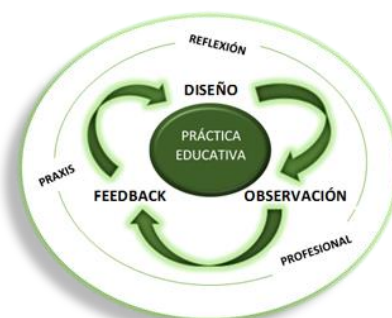 REFLEXIÓN
DISEÑO
PRÁCTICA
EDUCATIVA
PRAXIS
FEEDBACK
OBSERVACIÓN
PROFESIONAL